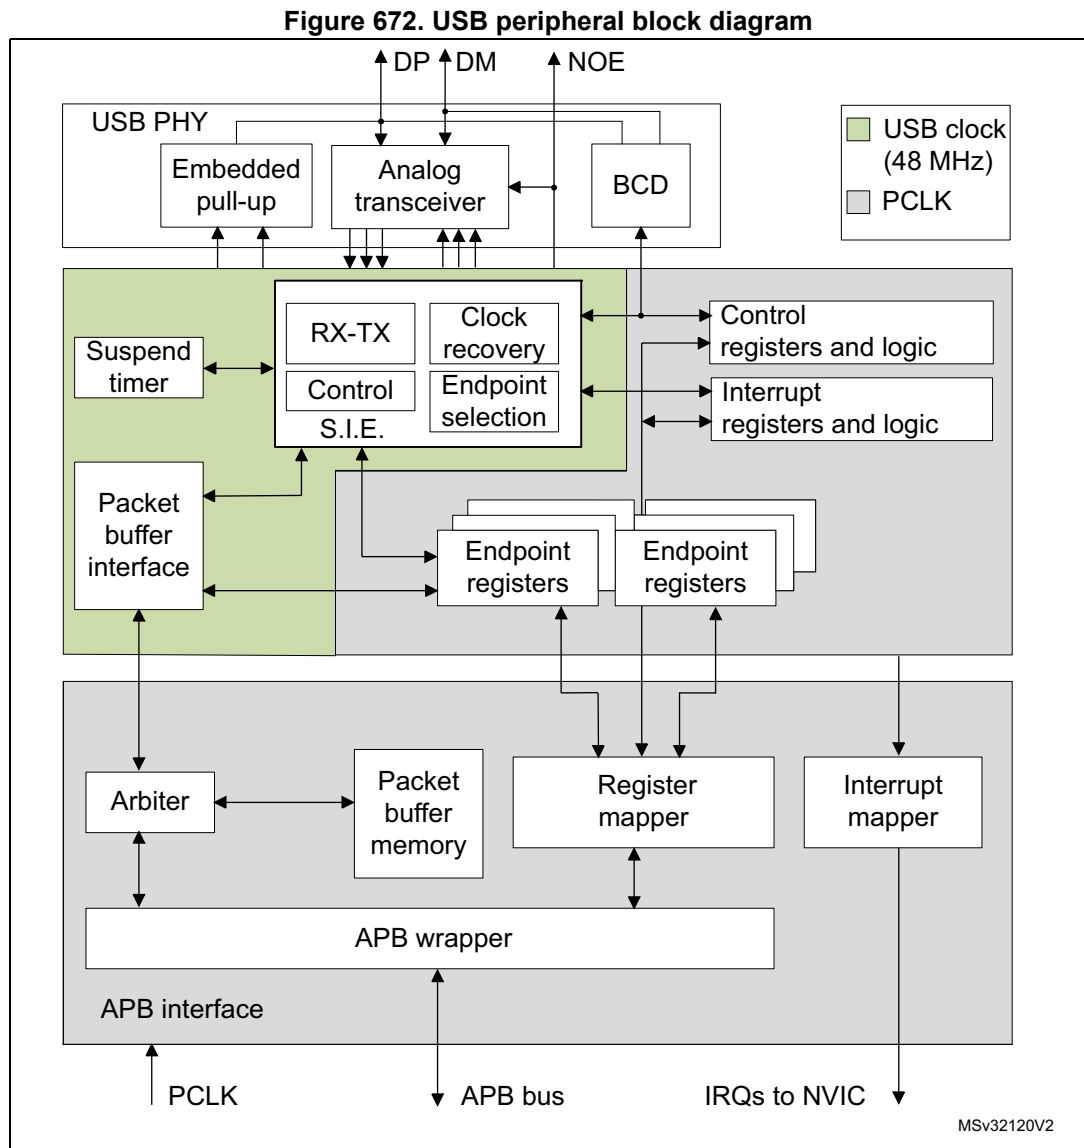 Figure 672. USB peripheral block diagram
DP DM NOE
USB PHY
Embedded
pull-up
Analog
transceiver
BCD
USB clock
(48 MHz)
PCLK
RX-TX
Clock
recovery
Control
Endpoint
selection
S.I.E.
Suspend
timer
Control
registers and logic
Interrupt
registers and logic
Packet
buffer
interface
Endpoint
registers
Endpoint
registers
Arbiter
Packet
buffer
memory
Register
mapper
Interrupt
mapper
APB wrapper
APB interface
PCLK
APB bus
IRQs to NVIC
MSv32120V2